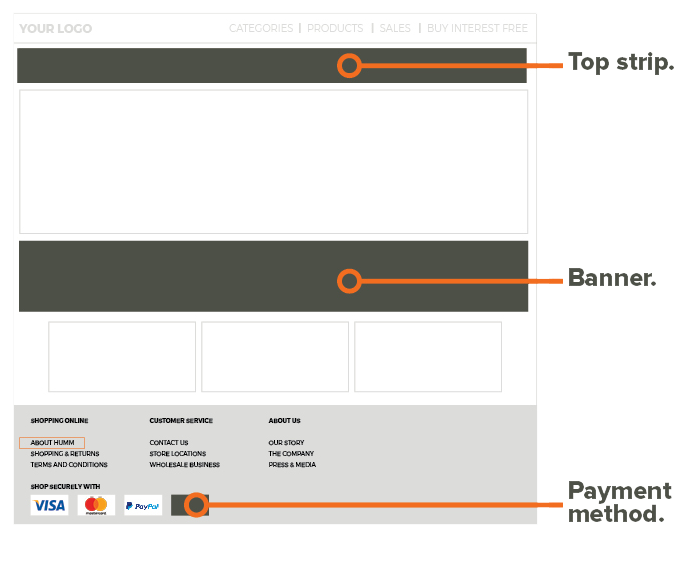 YOUR LOGO
CATEGORIES | PRODUCTS | SALES | BUY INTEREST FREE
Top strip.
Banner.
SHOPPING ONLINE
ABOUT HUMM
SHOPPING & RETURNS
TERMS AND CONDITIONS
CUSTOMER SERVICE
CONTACT US
STORE LOCATIONS
WHOLESALE BUSINESS
ABOUT US
OUR STORY
THE COMPANY
PRESS & MEDIA
SHOP SECURELY WITH
VISA
mastercard
PayPal
Payment
method.